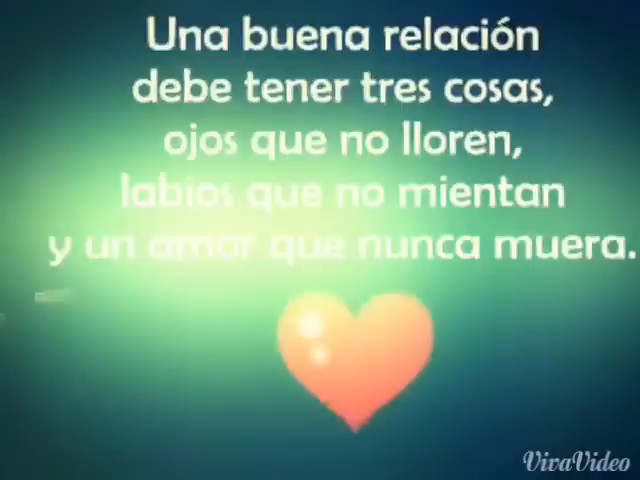 Una buena relación
debe tener tres cosas,
ojos que no lloren,
labios que no mientan
y un amor que nunca muera.
VivaVideo